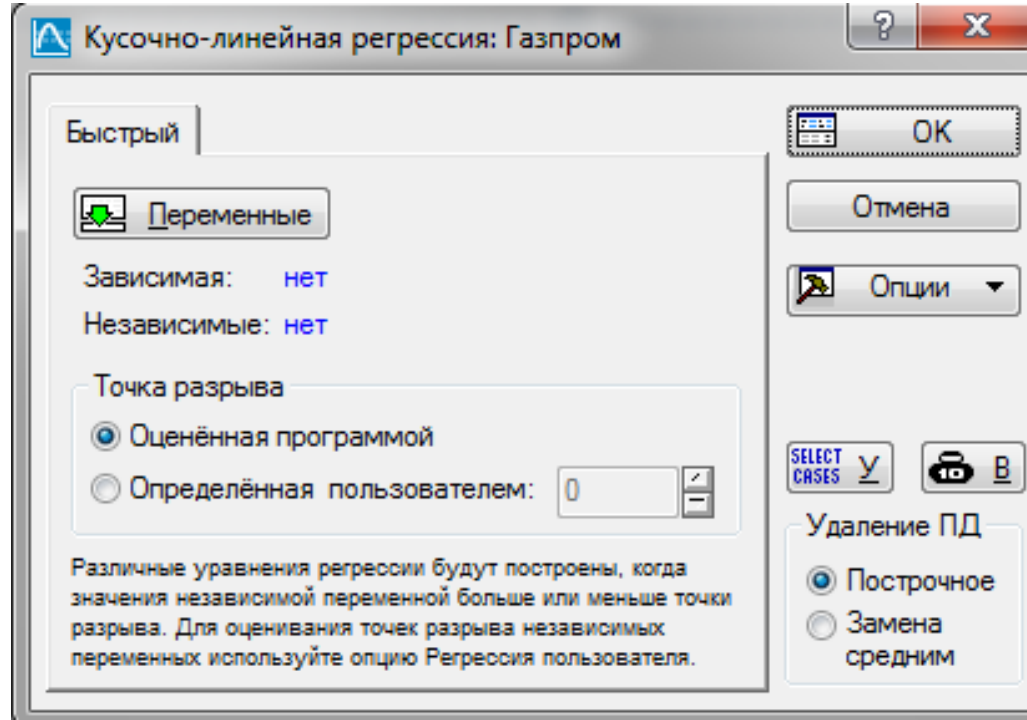 Кусочно-линейная регрессия: Газпром
?
Быстрый
OK
Переменные
Отмена
Зависимая: нет
Опции
Независимые: нет
Точка разрыва
Оценённая программой
Определённая пользователем: 0
SELECT CASES У
10 В
Удаление ПД
Построчное
Замена
средним
Различные уравнения регрессии будут построены, когда
значения независимой переменной больше или меньше точки
разрыва. Для оценивания точек разрыва независимых
переменных используйте опцию Регрессия пользователя.